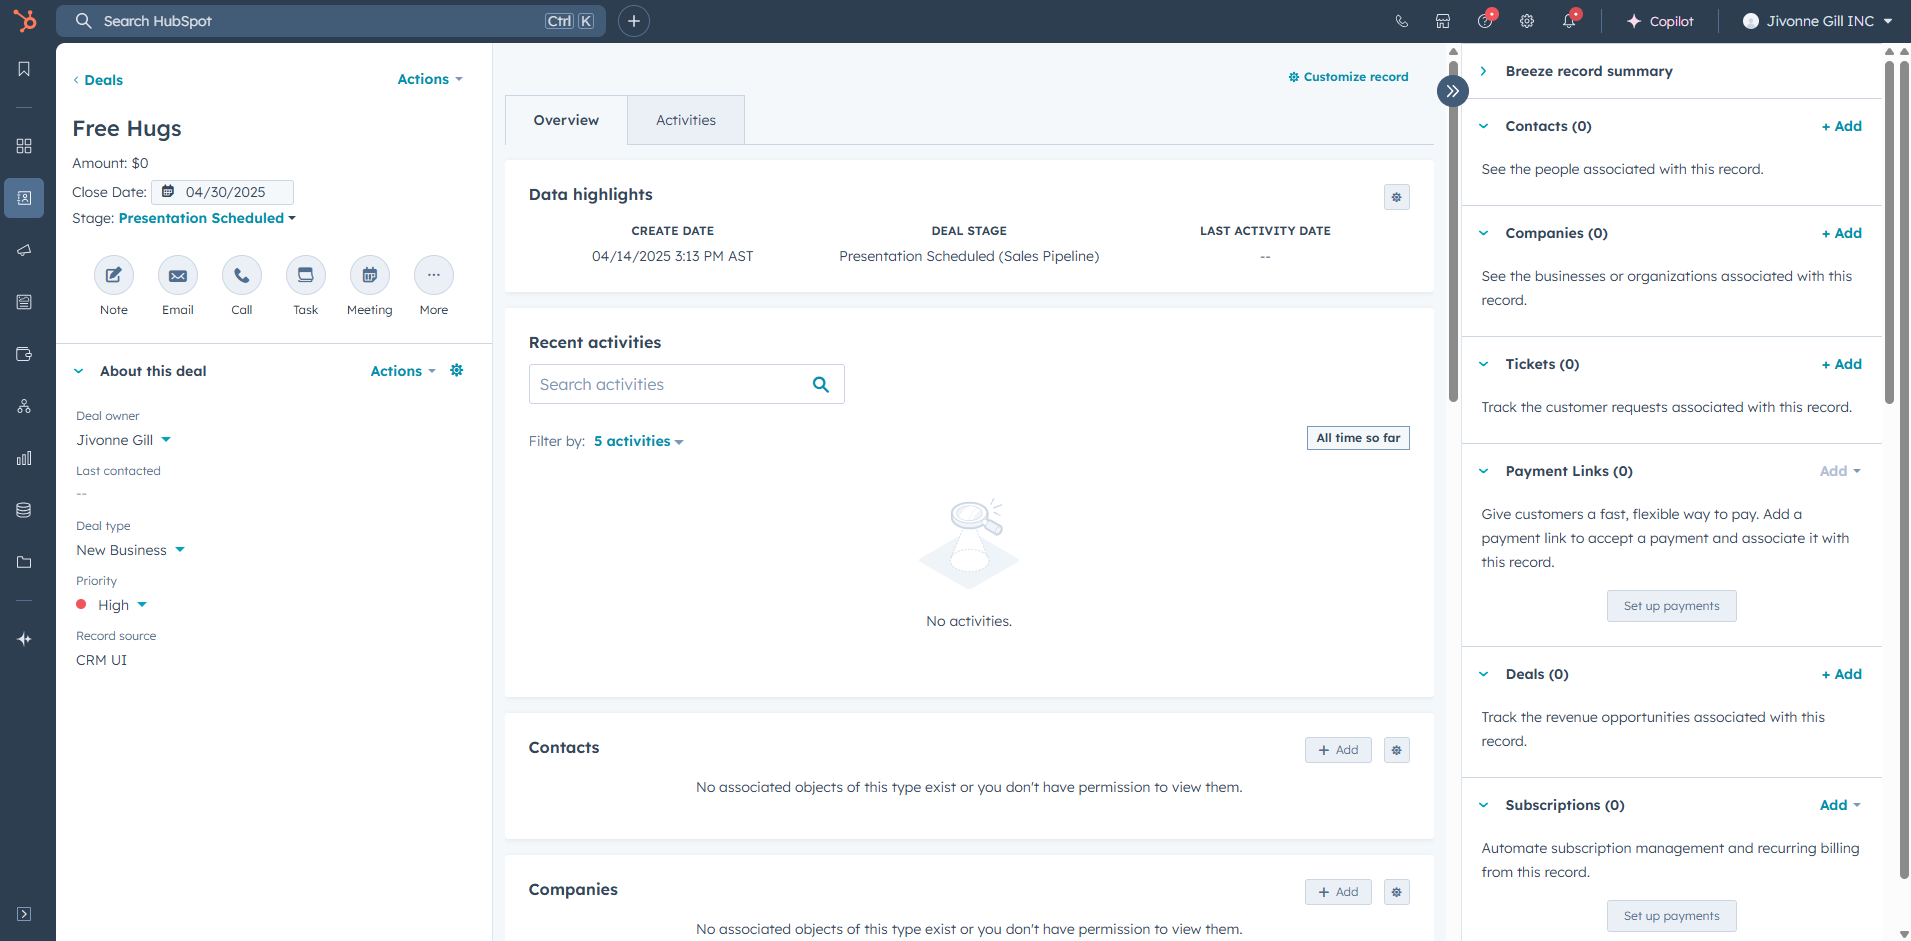 Search HubSpot
Ctrl K
Copilot
Jivonne Gill INC
Deals
Actions
Free Hugs
Amount: $0
Close Date: 04/30/2025
Stage: Presentation Scheduled
Note
Email
Call
Task
Meeting
More
About this deal
Actions
Deal owner
Jivonne Gill
Last contacted
--
Deal type
New Business
Priority
High
Record source
CRM UI
Customize record
Overview
Activities
Data highlights
CREATE DATE
04/14/2025 3:13 PM AST
DEAL STAGE
Presentation Scheduled (Sales Pipeline)
LAST ACTIVITY DATE
--
Recent activities
Search activities
Filter by: 5 activities
All time so far
No activities.
Contacts
+ Add
No associated objects of this type exist or you don't have permission to view them.
Companies
+ Add
No associated objects of this type exist or you don't have permission to view them.
Breeze record summary
Contacts (0)
+ Add
See the people associated with this record.
Companies (0)
+ Add
See the businesses or organizations associated with this
record.
Tickets (0)
+ Add
Track the customer requests associated with this record.
Payment Links (0)
Add
Give customers a fast, flexible way to pay. Add a
payment link to accept a payment and associate it with
this record.
Set up payments
Deals (0)
+ Add
Track the revenue opportunities associated with this
record.
Subscriptions (0)
Add
Automate subscription management and recurring billing
from this record.
Set up payments